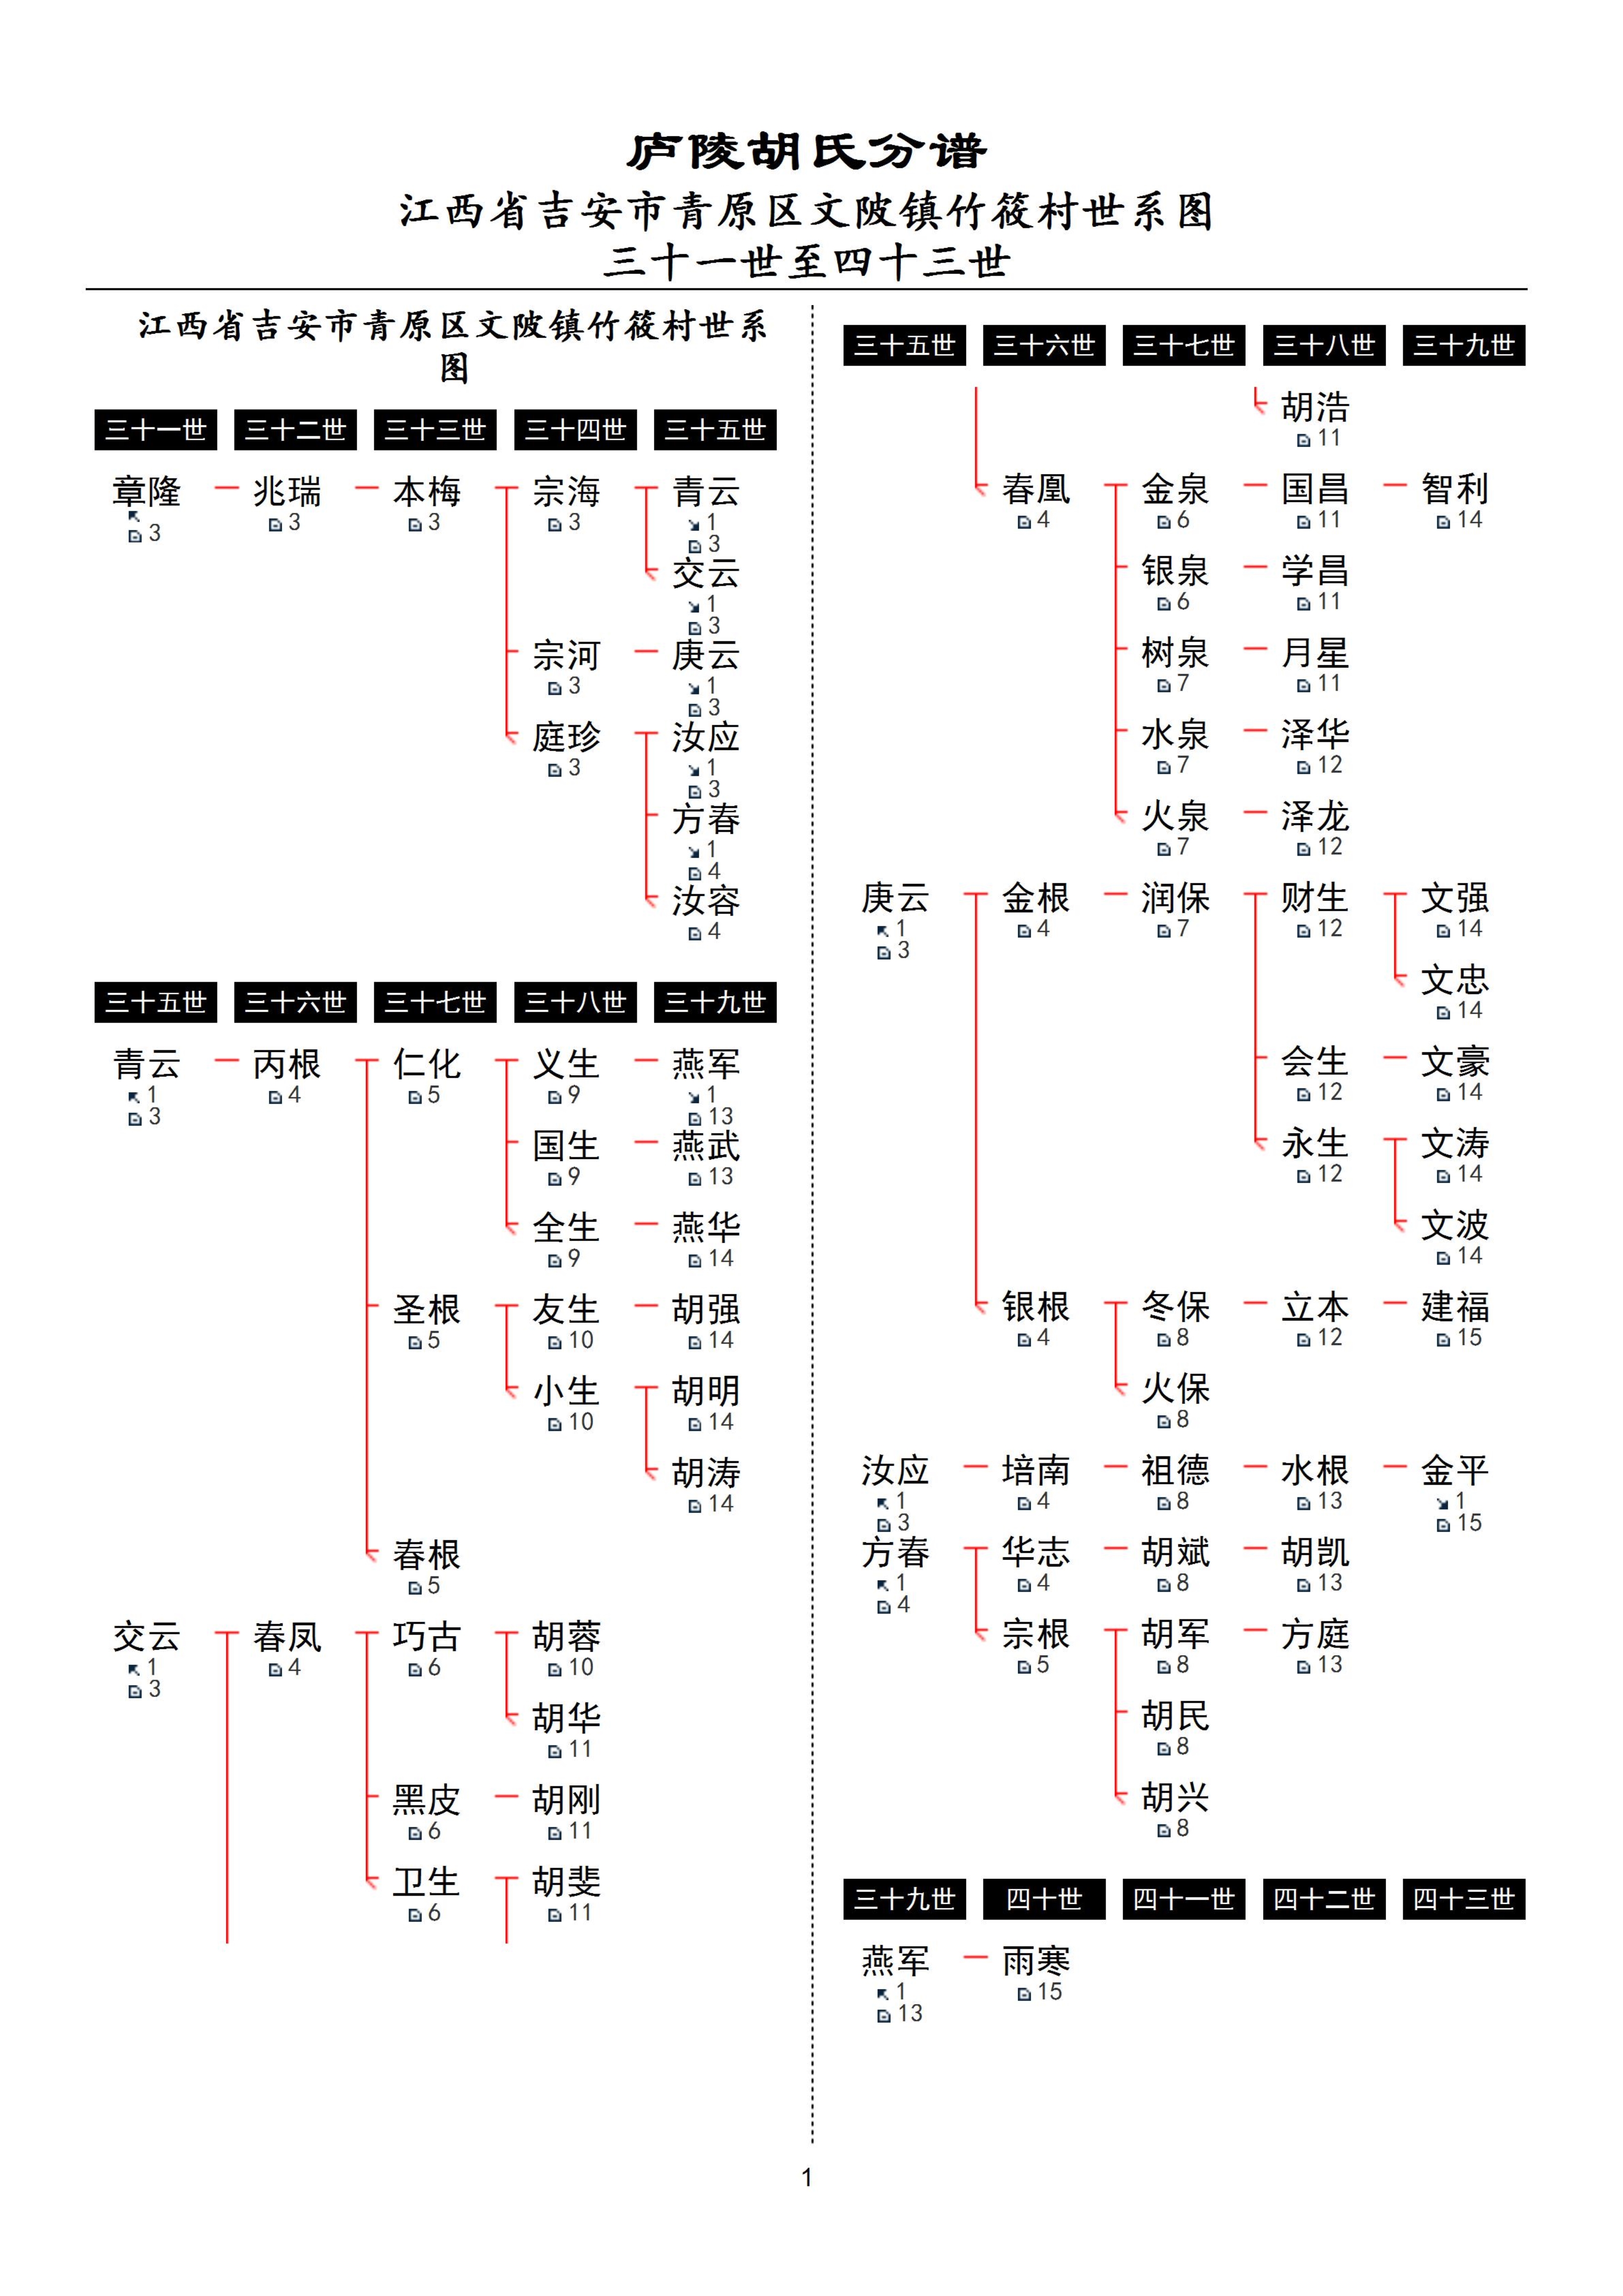 庐陵胡氏分谱
江西省吉安市青原区文陂镇竹筱村世系图
三十一世至四十三世
江西省吉安市青原区文陂镇竹筱村世系
图
三十一世 三十二世 三十三世 三十四世 三十五世
章隆 兆瑞 本梅 宗海 青云
3 3 3 3 1
3
交云
1
3
宗河 庚云
3 1
3
庭珍 汝应
3 1
3
方春
1
4
汝容
4
三十五世 三十六世 三十七世 三十八世 三十九世
青云 丙根 仁化 义生 燕军
1 4 5 9 1
3 13
国生 燕武
9 13
全生 燕华
9 14
圣根 友生 胡强
5 10 14
小生 胡明
10 14
胡涛
14
春根
5
交云 春凤 巧古 胡蓉
1 4 6 10
3
胡华
11
黑皮 胡刚
6 11
卫生 胡斐
6 11
三十五世 三十六世 三十七世 三十八世 三十九世
胡浩
11
春凰 金泉 国昌 智利
4 6 11 14
银泉 学昌
6 11
树泉 月星
7 11
水泉 泽华
7 12
火泉 泽龙
7 12
庚云 金根 润保 财生 文强
1 4 7 12 14
3
文忠
14
会生 文豪
12 14
永生 文涛
12 14
文波
14
银根 冬保 立本 建福
4 8 12 15
火保
8
汝应 培南 祖德 水根 金平
1 4 8 13 1
3 15
方春 华志 胡斌 胡凯
1 4 8 13
4
宗根 胡军 方庭
5 8 13
胡民
8
胡兴
8
三十九世 四十世 四十一世 四十二世 四十三世
燕军 雨寒
1 15
13
1